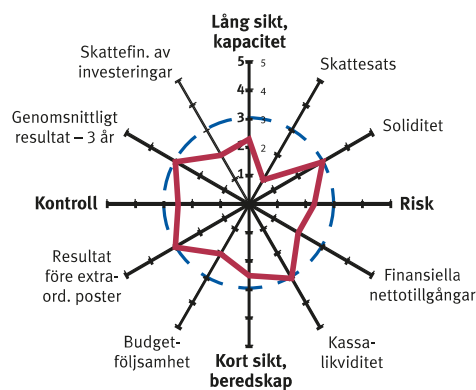 Lång sikt,
kapacitet
Skattefin. av
investeringar
Skattesats
Genomsnittligt
resultat – 3 år
Soliditet
5
5
4
4
3
3
2
2
1
1
Kontroll
Risk
Resultat
före extra-
ord. poster
Finansiella
nettotillgångar
Budget-
följsamhet
Kassa-
likviditet
Kort sikt,
beredskap